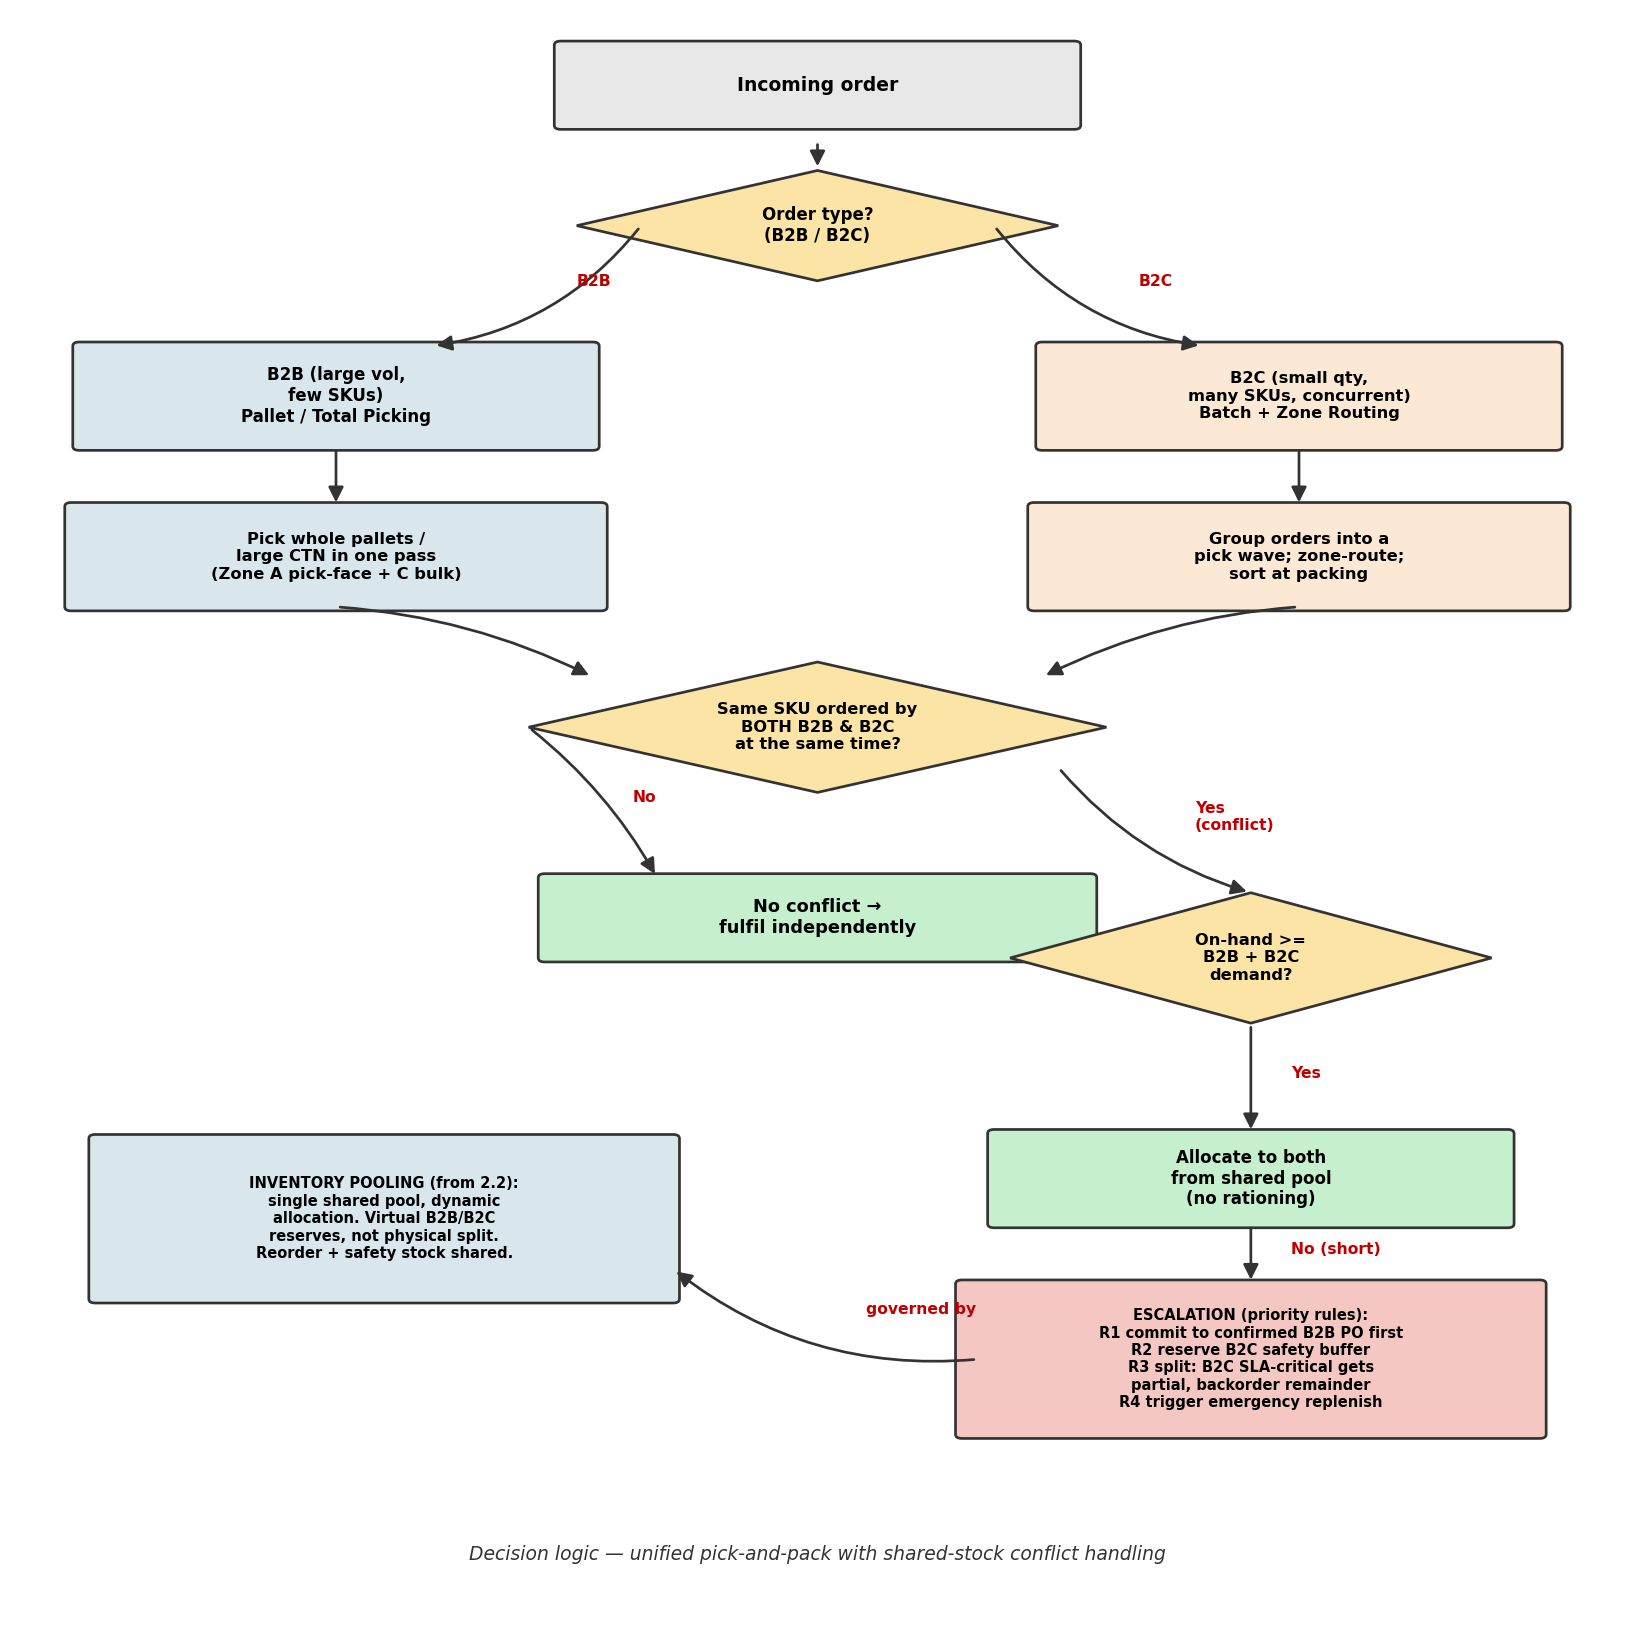 Incoming order
Order type?
(B2B / B2C)
B2B
B2C
B2B (large vol,
few SKUs)
Pallet / Total Picking
B2C (small qty,
many SKUs, concurrent)
Batch + Zone Routing
Pick whole pallets /
large CTN in one pass
(Zone A pick-face + C bulk)
Group orders into a
pick wave; zone-route;
sort at packing
Same SKU ordered by
BOTH B2B & B2C
at the same time?
No
Yes
(conflict)
No conflict →
fulfil independently
On-hand >=
B2B + B2C
demand?
Yes
Allocate to both
from shared pool
(no rationing)
INVENTORY POOLING (from 2.2):
single shared pool, dynamic
allocation. Virtual B2B/B2C
reserves, not physical split.
Reorder + safety stock shared.
No (short)
governed by
ESCALATION (priority rules):
R1 commit to confirmed B2B PO first
R2 reserve B2C safety buffer
R3 split: B2C SLA-critical gets
partial, backorder remainder
R4 trigger emergency replenish
Decision logic — unified pick-and-pack with shared-stock conflict handling